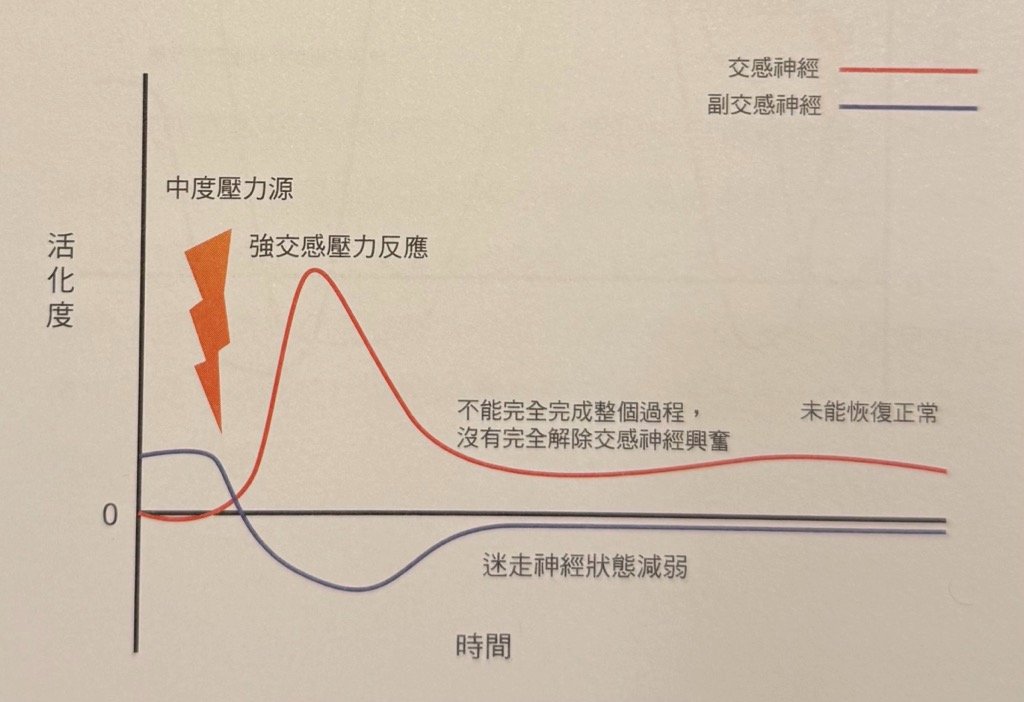 交感神經
副交感神經
中度壓力源
強交感壓力反應
活化度
不能完全完成整個過程，
沒有完全解除交感神經興奮
未能恢復正常
0
迷走神經狀態減弱
時間